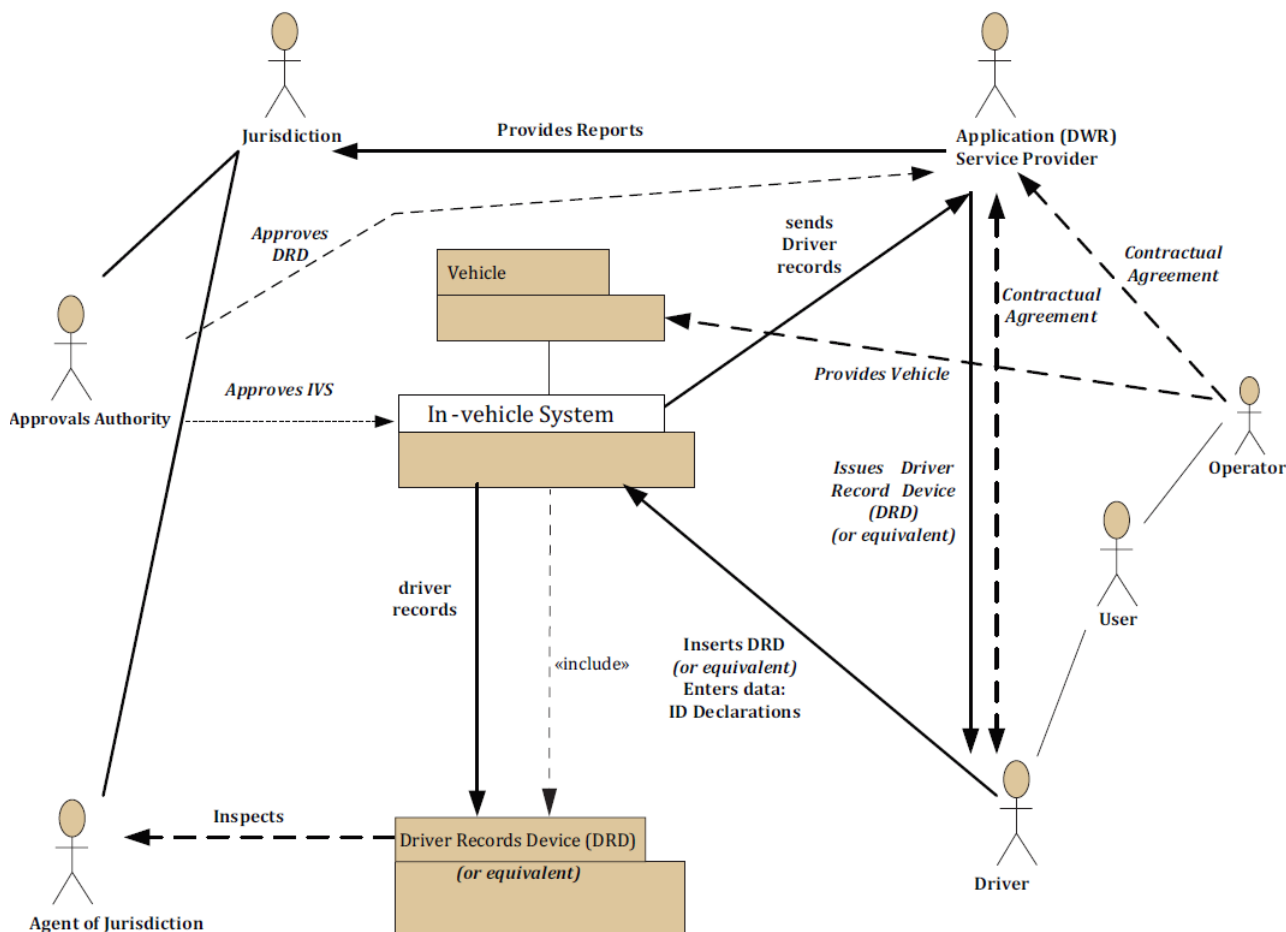 Jurisdiction
Provides Reports
Application (DWR)
Service Provider
Approves
DRD
sends
Driver
records
Vehicle
Contractual
Agreement
Contractual
Agreement
Provides Vehicle
Approves IVS
Approvals Authority
In-vehicle System
Operator
Issues Driver
Record Device
(DRD)
(or equivalent)
User
driver
records
«include»
Inserts DRD
(or equivalent)
Enters data:
ID Declarations
Inspects
Driver Records Device (DRD)
(or equivalent)
Driver
Agent of Jurisdiction